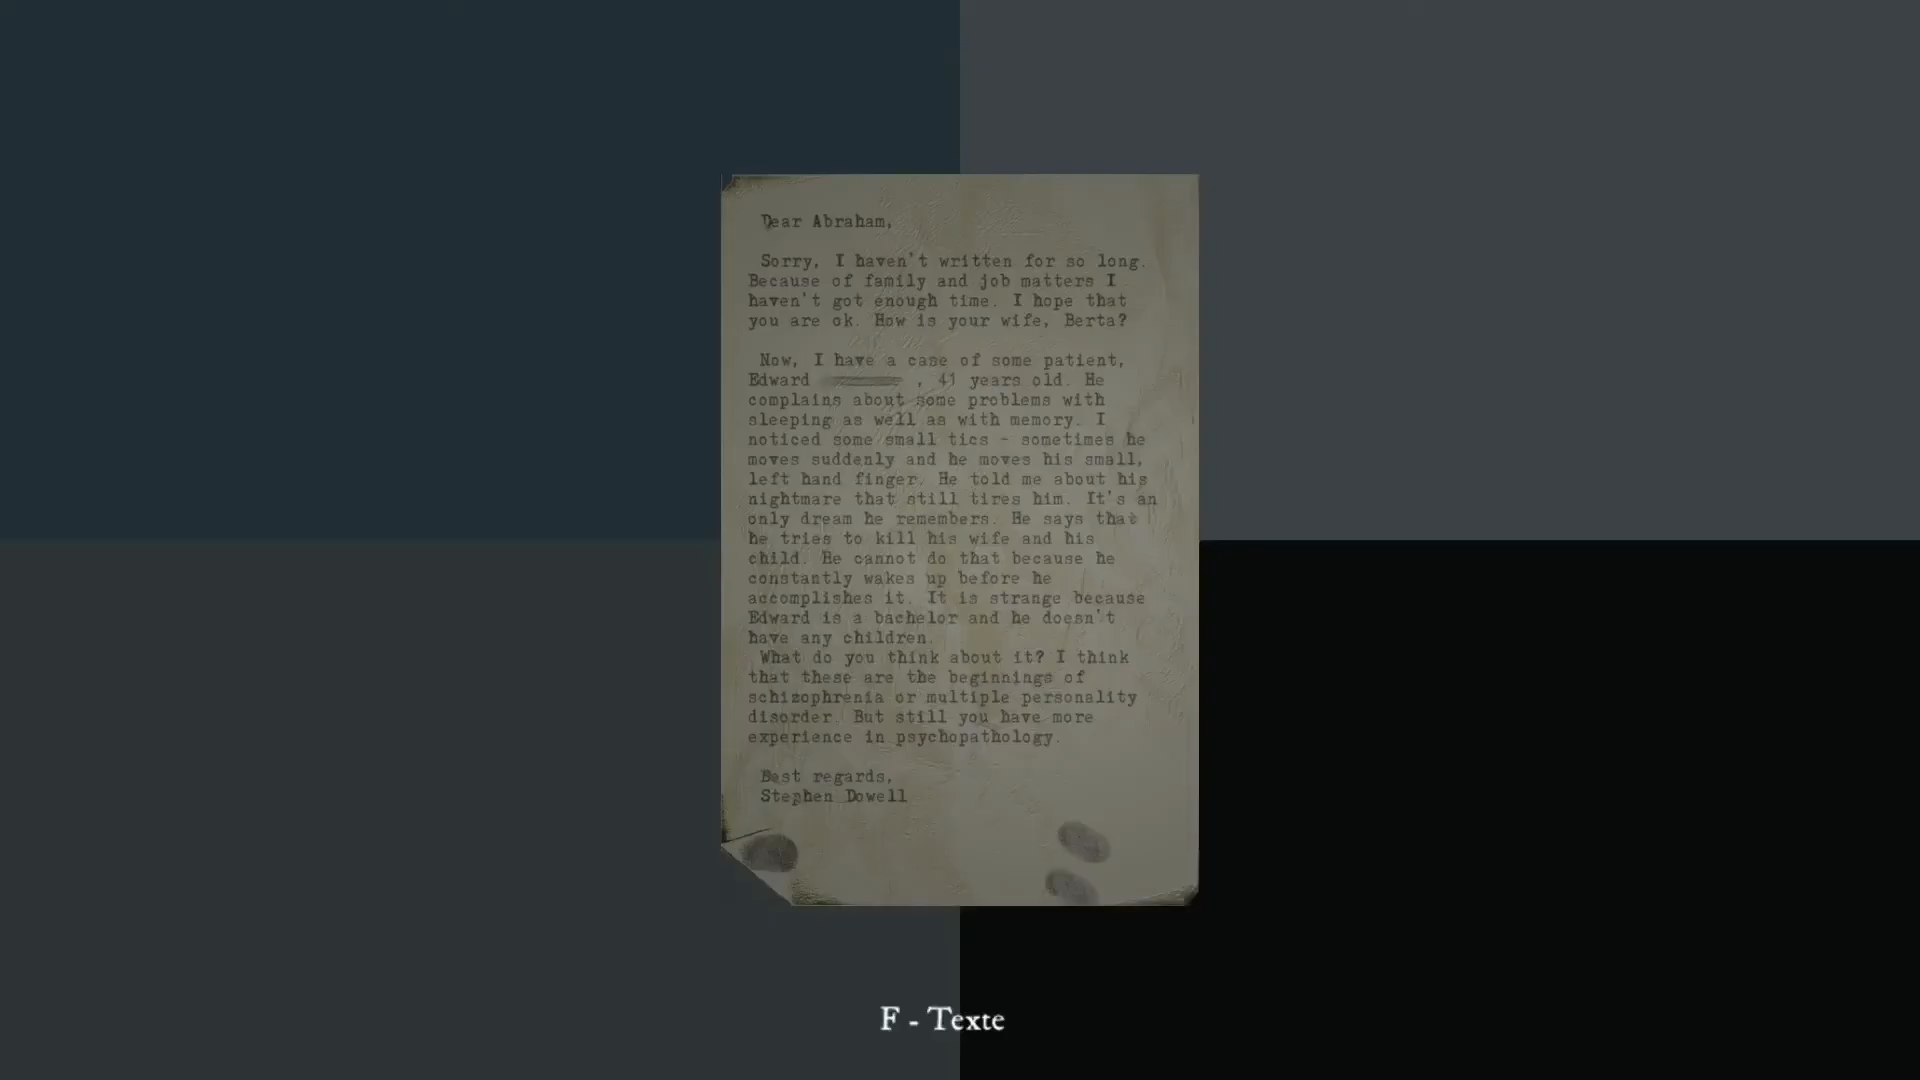 Dear Abraham,
Sorry, I haven't written for so long.
Because of family and job matters I
haven't got enough time. I hope that
you are ok. How is your wife, Berta?
Now, I have a case of some patient,
Edward , 41 years old. He
complains about some problems with
sleeping as well as with memory. I
noticed some small tics - sometimes he
moves suddenly and he moves his small,
left hand finger. He told me about his
nightmare that still tires him. It's an
only dream he remembers. He says that
he tries to kill his wife and his
child. He cannot do that because he
constantly wakes up before he
accomplishes it. It is strange because
Edward is a bachelor and he doesn't
have any children.
What do you think about it? I think
that these are the beginnings of
schizophrenia or multiple personality
disorder. But still you have more
experience in psychopathology.
Best regards,
Stephen Dowell
F - Texte